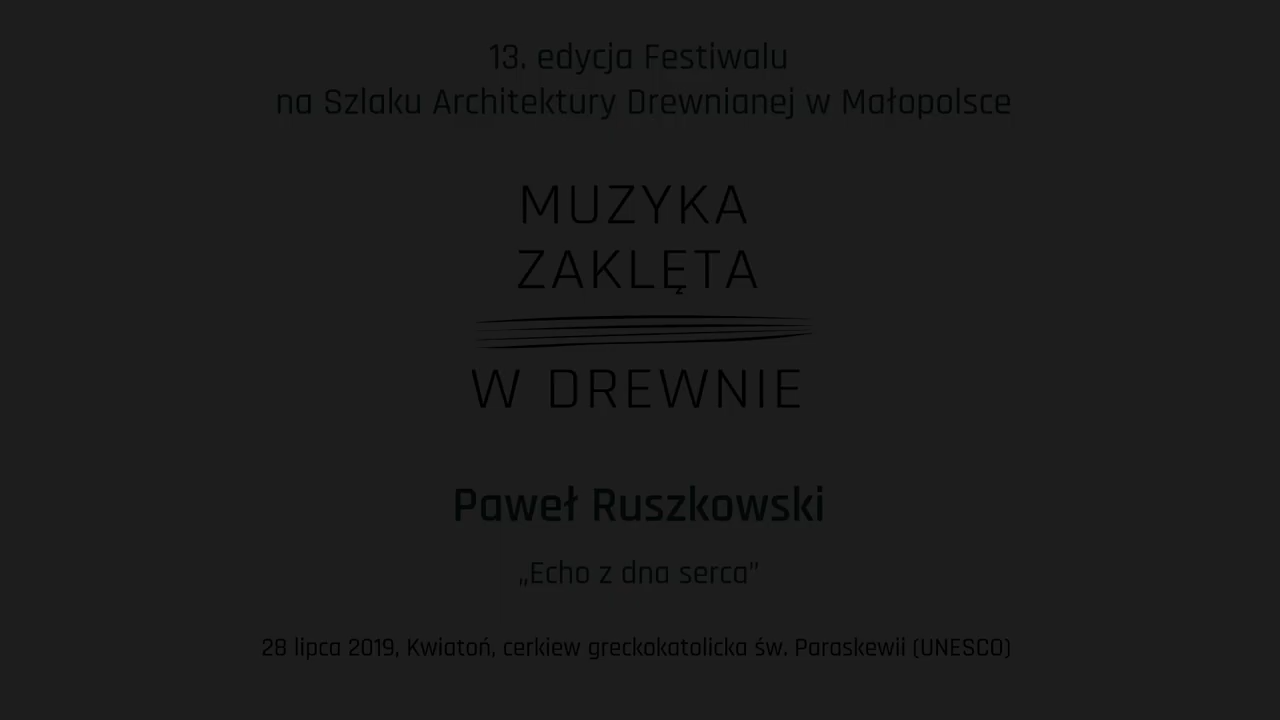 13. edycja Festiwalu
na Szlaku Architektury Drewnianej w Małopolsce
MUZYKA
ZAKLĘTA
W DREWNIE
Paweł Ruszkowski
„Echo z dna serca”
28 lipca 2019, Kwiatoń, cerkiew greckokatolicka św. Paraskewii (UNESCO)